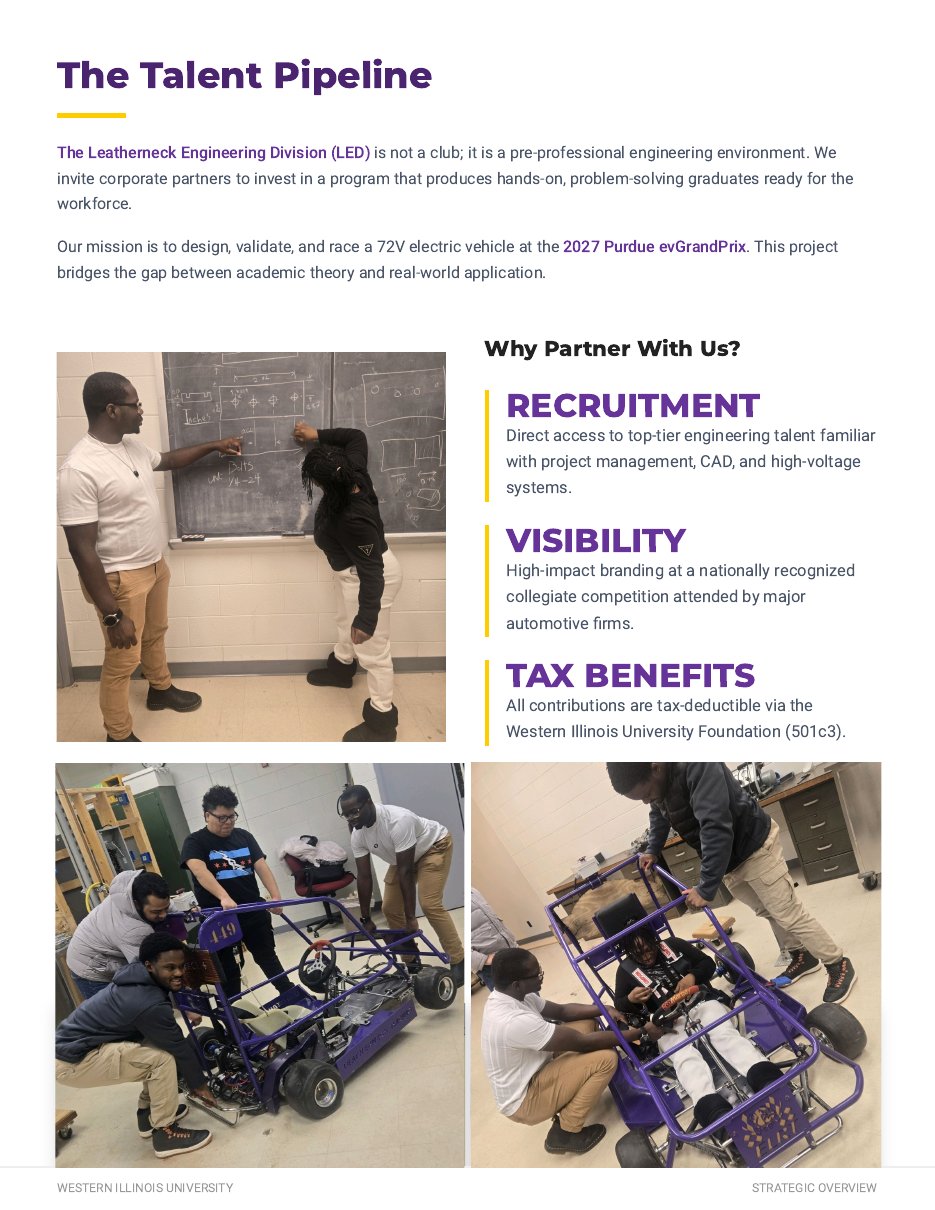 The Talent Pipeline
The Leatherneck Engineering Division (LED) is not a club; it is a pre-professional engineering environment. We
invite corporate partners to invest in a program that produces hands-on, problem-solving graduates ready for the
workforce.
Our mission is to design, validate, and race a 72V electric vehicle at the 2027 Purdue evGrandPrix. This project
bridges the gap between academic theory and real-world application.
Why Partner With Us?
RECRUITMENT
Direct access to top-tier engineering talent familiar
with project management, CAD, and high-voltage
systems.
VISIBILITY
High-impact branding at a nationally recognized
collegiate competition attended by major
automotive firms.
TAX BENEFITS
All contributions are tax-deductible via the
Western Illinois University Foundation (501c3).
Inches
Bolts
1/4-24
449
WESTERN ILLINOIS UNIVERSITY
STRATEGIC OVERVIEW